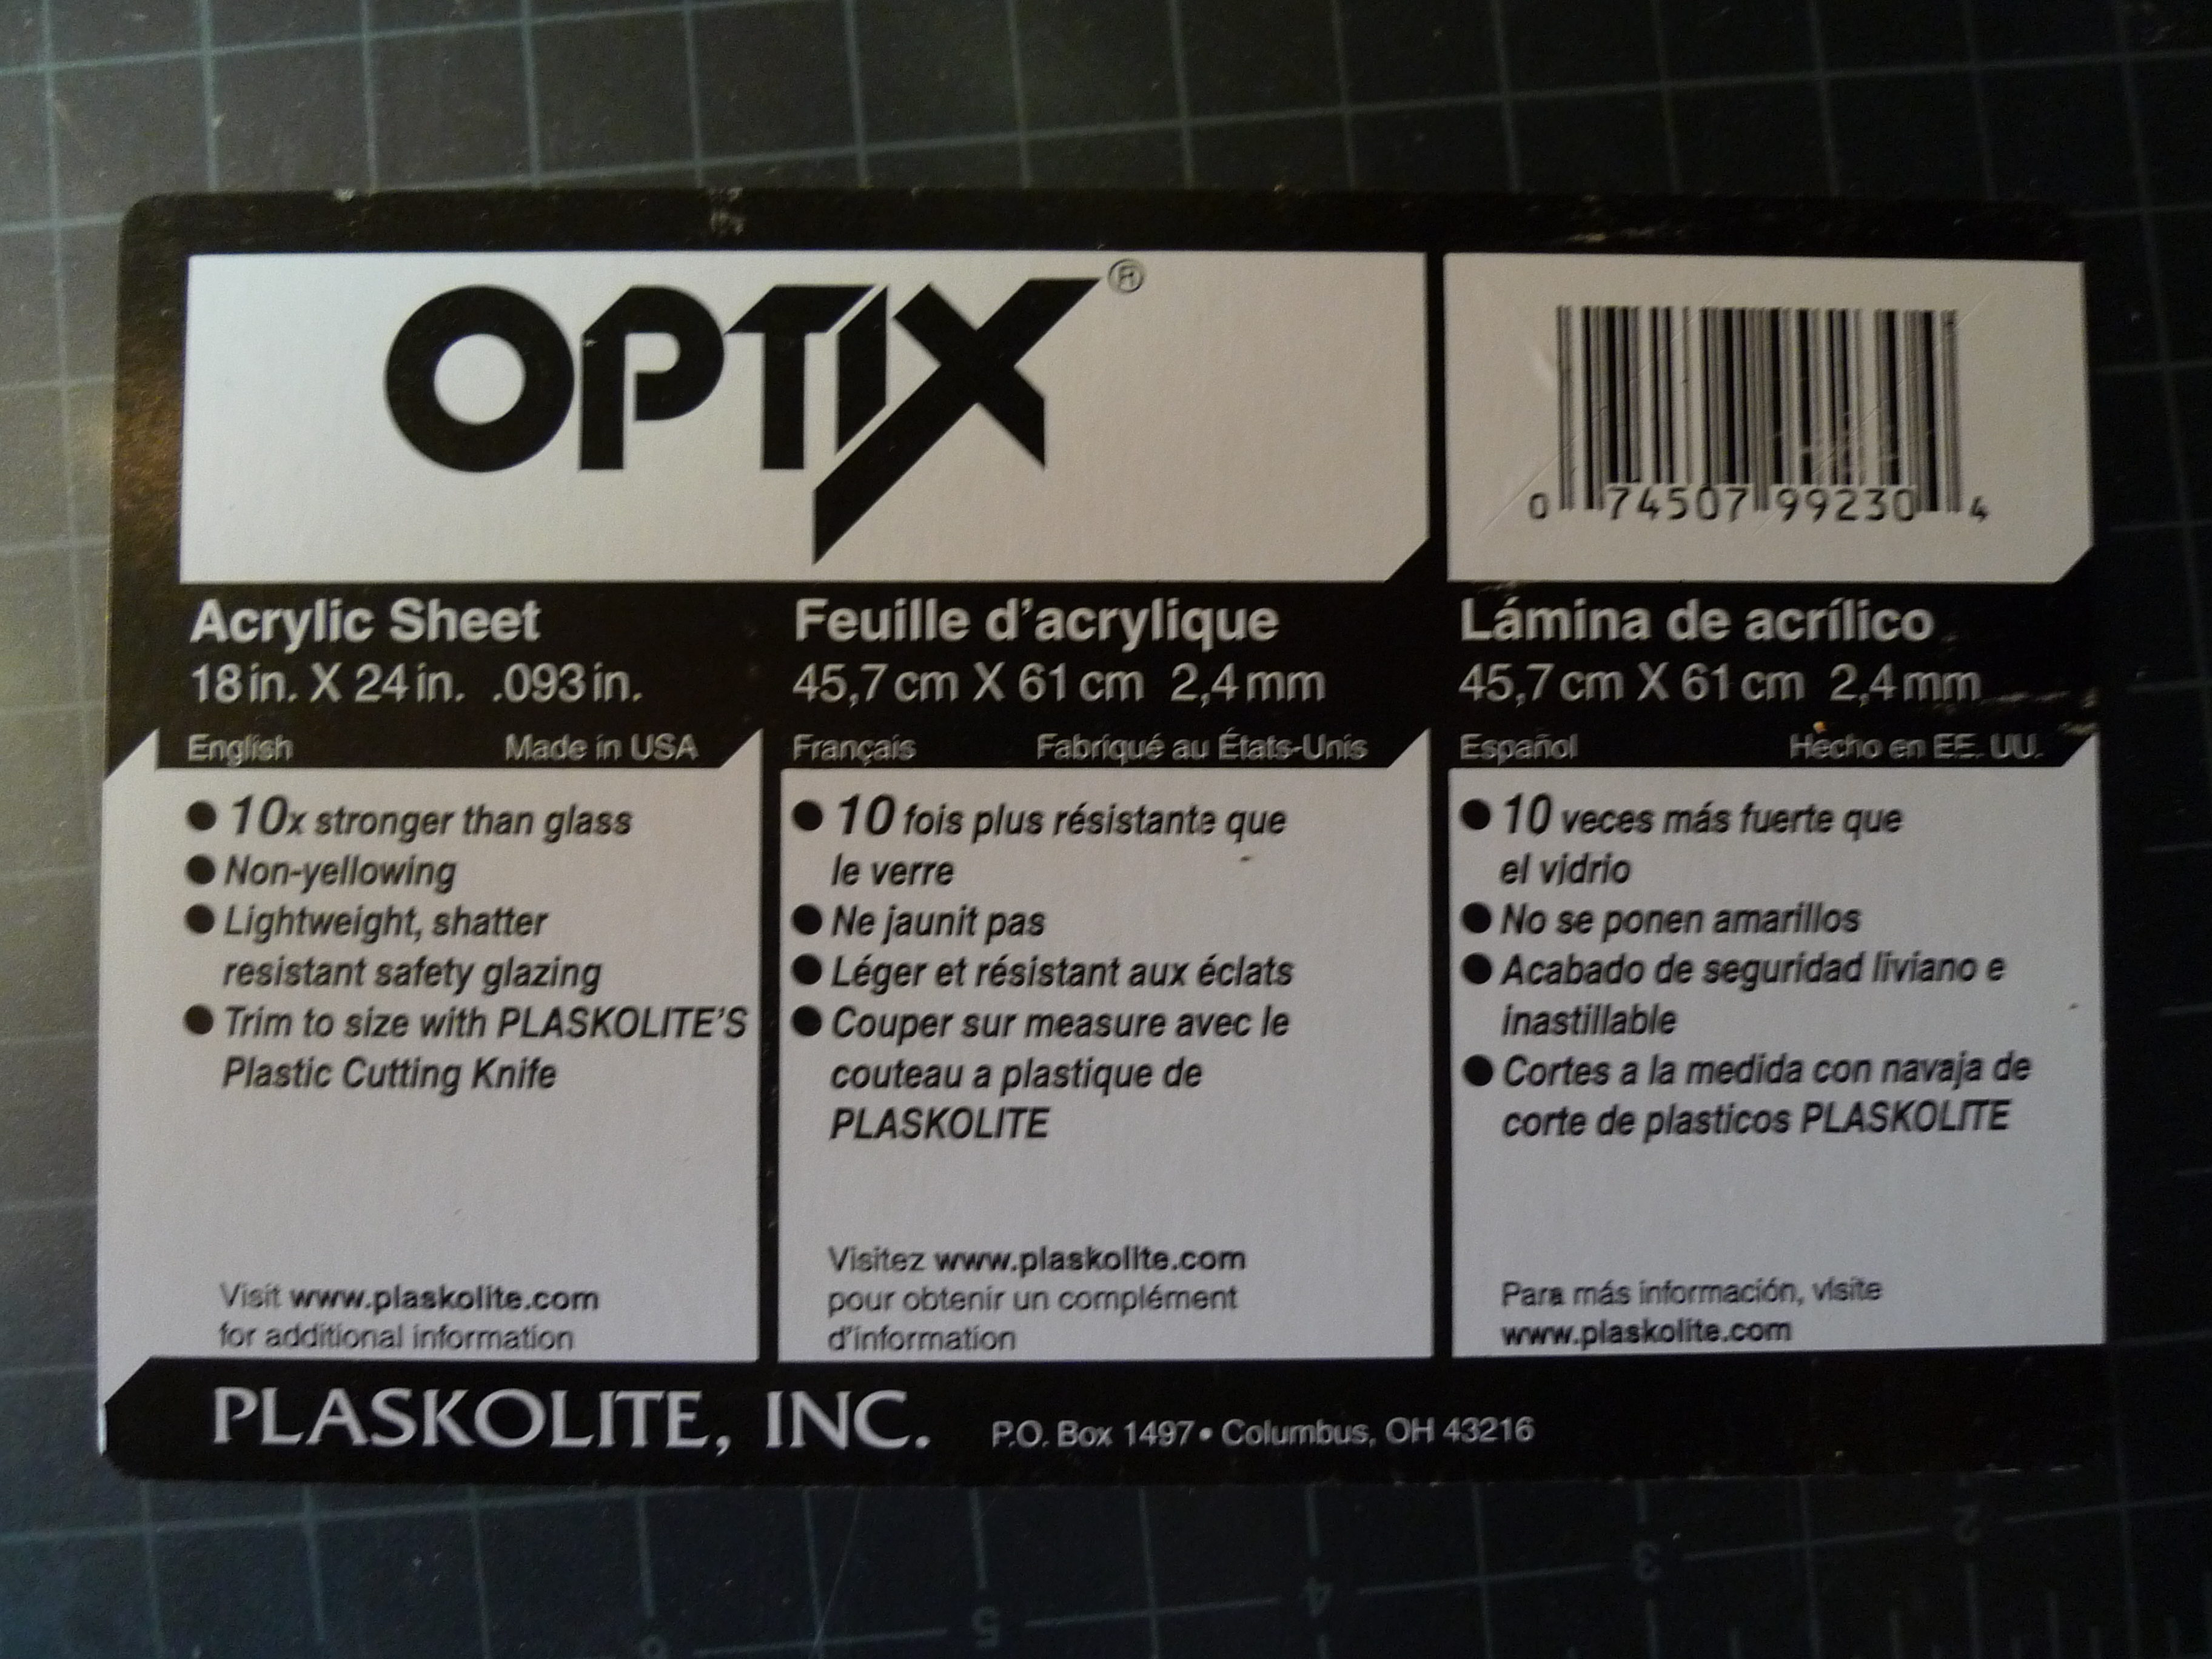 OPTIX®
0 74507 99230 4
Acrylic Sheet
18 in. X 24 in. .093 in.
English Made in USA
● 10x stronger than glass
● Non-yellowing
● Lightweight, shatter
resistant safety glazing
● Trim to size with PLASKOLITE'S
Plastic Cutting Knife
Visit www.plaskolite.com
for additional information
Feuille d'acrylique
45,7 cm X 61 cm 2,4 mm
Français Fabriqué au États-Unis
● 10 fois plus résistante que
le verre
● Ne jaunit pas
● Léger et résistant aux éclats
● Couper sur measure avec le
couteau a plastique de
PLASKOLITE
Visitez www.plaskolite.com
pour obtenir un complément
d'information
Lámina de acrílico
45,7 cm X 61 cm 2,4 mm
Español Hecho en EE. UU.
● 10 veces más fuerte que
el vidrio
● No se ponen amarillos
● Acabado de seguridad liviano e
inastillable
● Cortes a la medida con navaja de
corte de plasticos PLASKOLITE
Para más información, visite
www.plaskolite.com
PLASKOLITE, INC. P.O. Box 1497 • Columbus, OH 43216
6 5 4 3 2